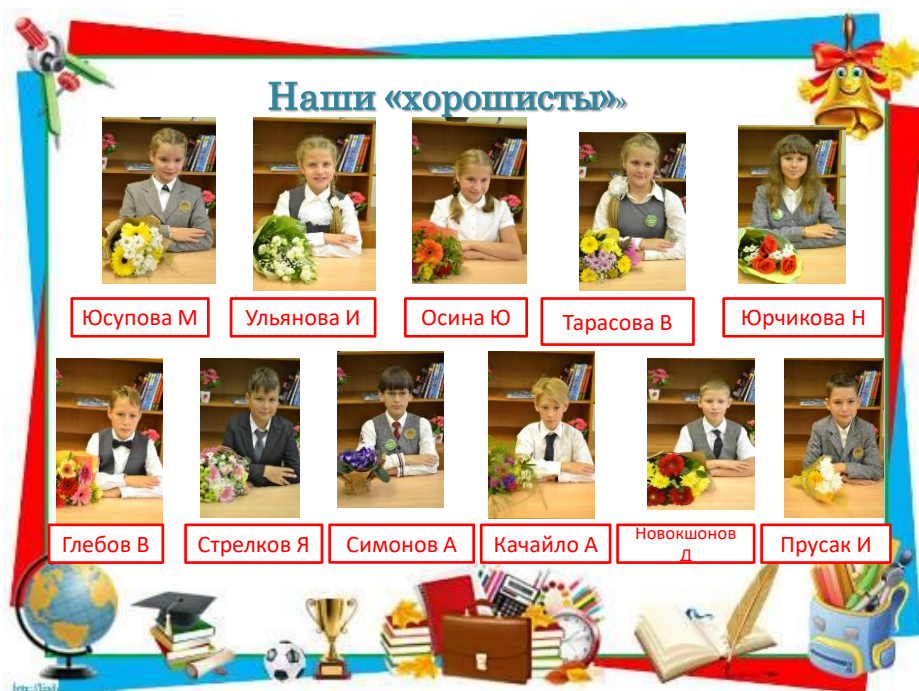 Наши «хорошисты»»
Юсупова М
Ульянова И
Осина Ю
Тарасова В
Юрчикова Н
Глебов В
Стрелков Я
Симонов А
Качайло А
Новокшонов
Д
Прусак И